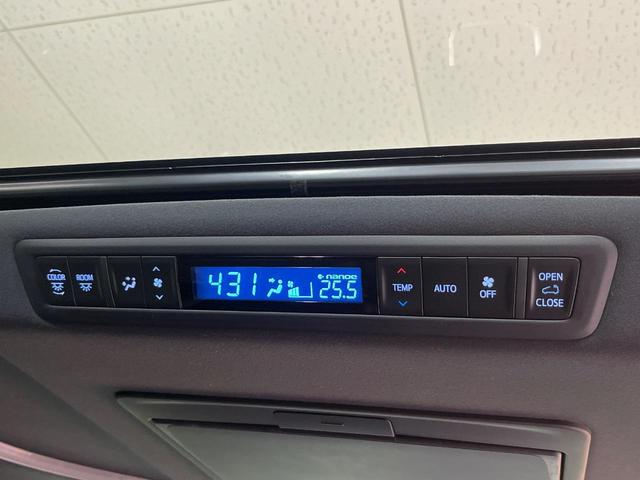 COLOR
ROOM
431
nanoe
25.5
TEMP
AUTO
OFF
OPEN
CLOSE